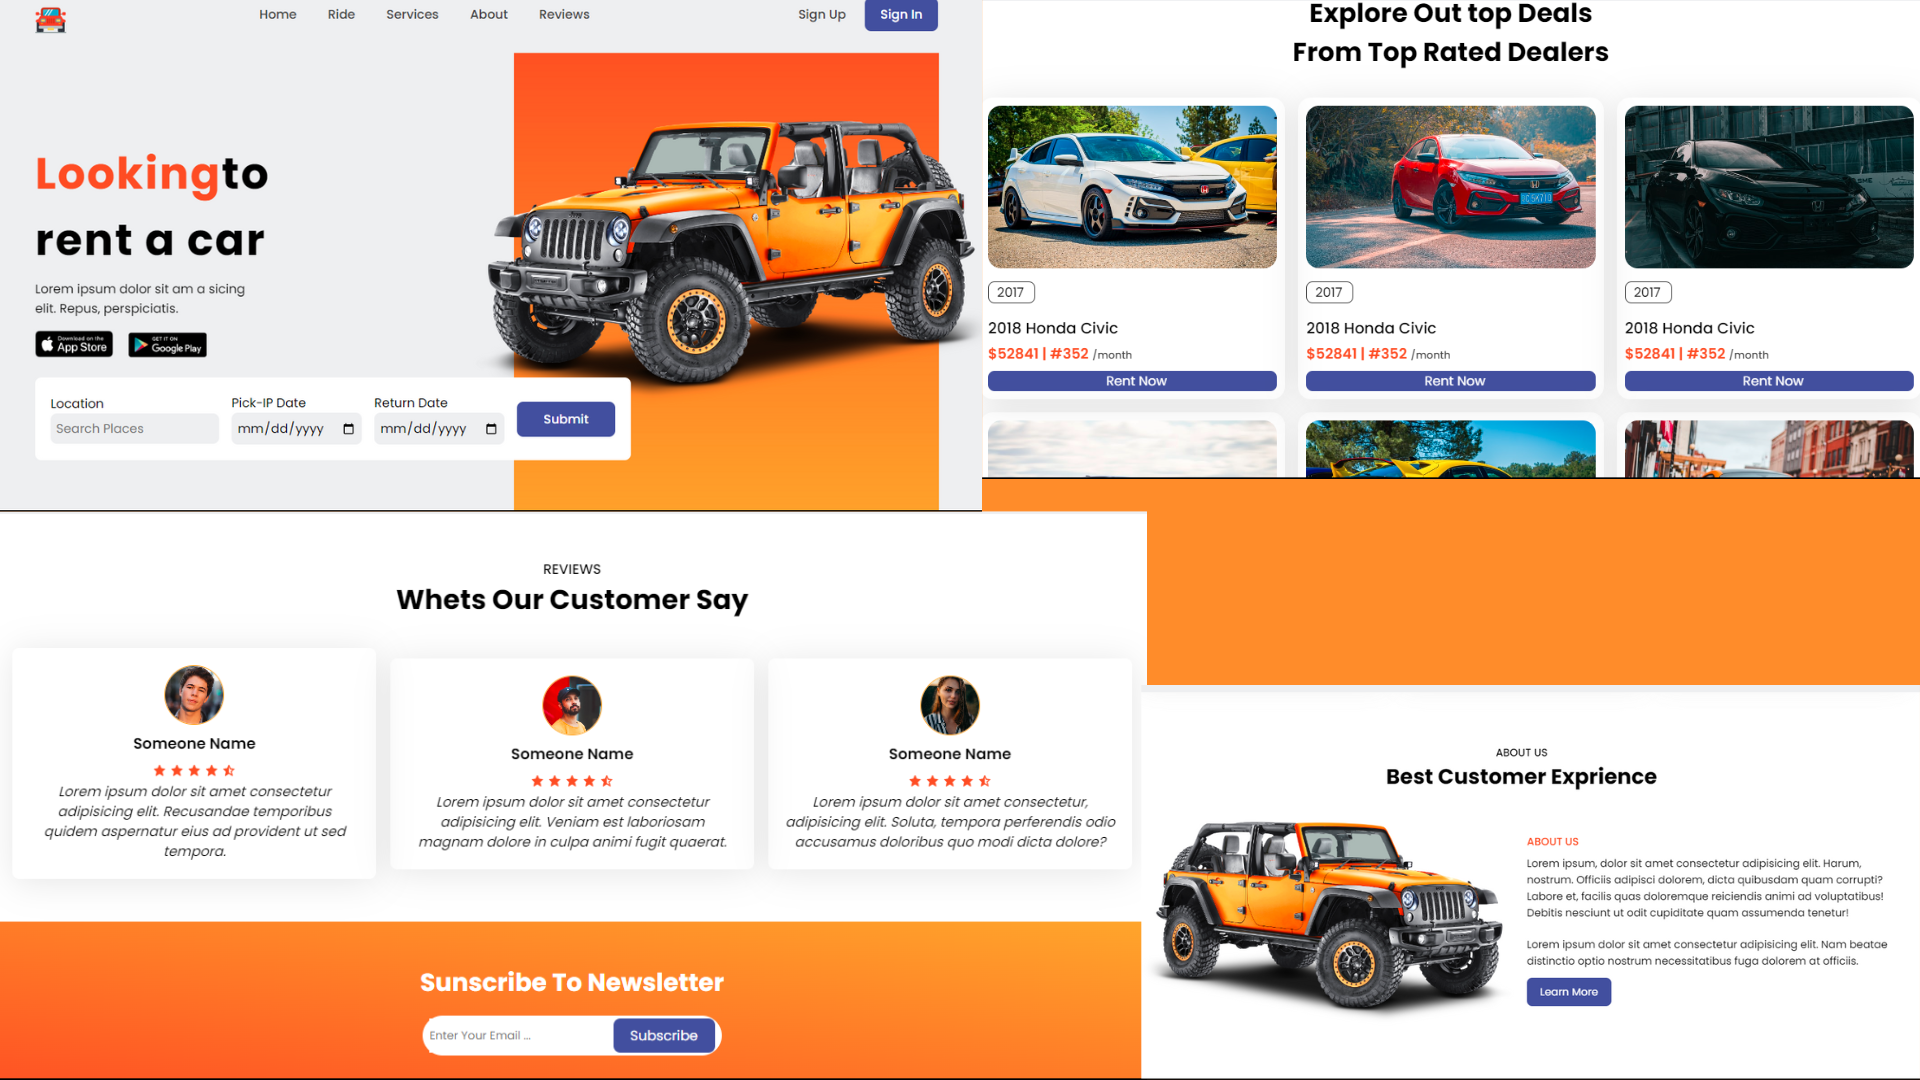 Home Ride Services About Reviews Sign Up Sign In
Lookingto
rent a car
Lorem ipsum dolor sit am a sicing
elit. Repus, perspiciatis.
Download on the
App Store
GET IT ON
Google Play
Location Pick-IP Date Return Date
Search Places mm/dd/yyyy mm/dd/yyyy Submit
Explore Out top Deals
From Top Rated Dealers
2017 2017 2017
2018 Honda Civic 2018 Honda Civic 2018 Honda Civic
$52841 | #352 /month $52841 | #352 /month $52841 | #352 /month
Rent Now Rent Now Rent Now
REVIEWS
Whets Our Customer Say
Someone Name
Lorem ipsum dolor sit amet consectetur
adipisicing elit. Recusandae temporibus
quidem aspernatur eius ad provident ut sed
tempora.
Someone Name
Lorem ipsum dolor sit amet consectetur
adipisicing elit. Veniam est laboriosam
magnam dolore in culpa animi fugit quaerat.
Someone Name
Lorem ipsum dolor sit amet consectetur,
adipisicing elit. Soluta, tempora perferendis odio
accusamus doloribus quo modi dicta dolore?
Sunscribe To Newsletter
Enter Your Email ... Subscribe
ABOUT US
Best Customer Exprience
ABOUT US
Lorem ipsum, dolor sit amet consectetur adipisicing elit. Harum,
nostrum. Officiis adipisci dolorem, dicta quibusdam quam corrupti?
Labore et, facilis quas doloremque reiciendis animi ad voluptatibus!
Debitis nesciunt ut odit cupiditate quam assumenda tenetur!
Lorem ipsum dolor sit amet consectetur adipisicing elit. Nam beatae
distinctio optio nostrum necessitatibus fuga dolorem at officiis.
Learn More